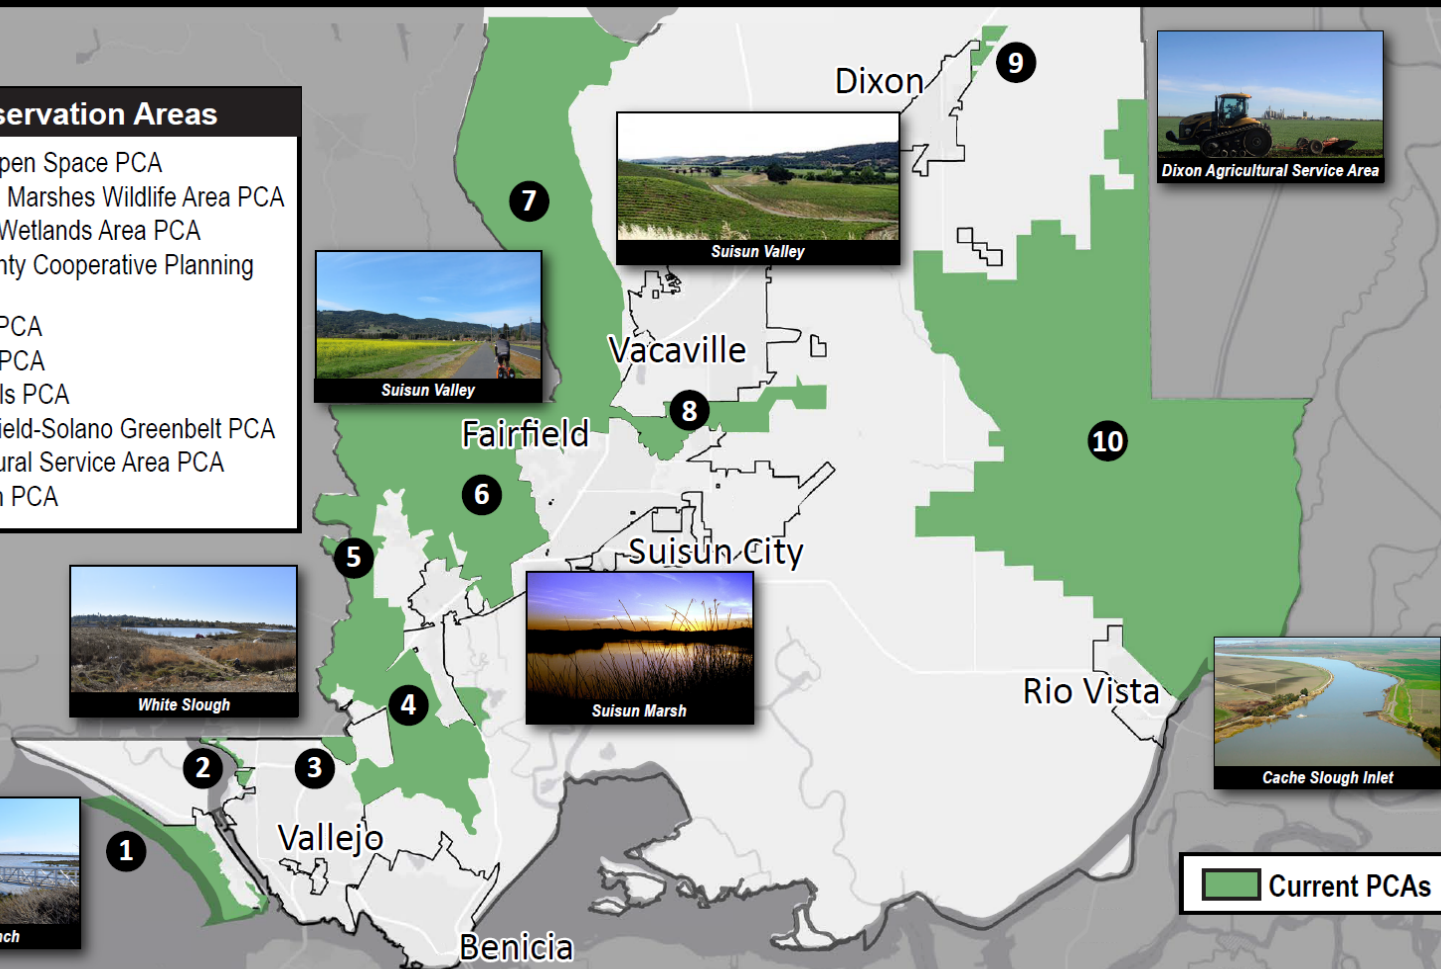 servation Areas
pen Space PCA
Marshes Wildlife Area PCA
Wetlands Area PCA
nty Cooperative Planning
PCA
PCA
ls PCA
ield-Solano Greenbelt PCA
ural Service Area PCA
n PCA
Dixon
9
Dixon Agricultural Service Area
7
Suisun Valley
Suisun Valley
Vacaville
8
Fairfield
10
6
5
Suisun City
White Slough
Suisun Marsh
4
Rio Vista
2
3
Cache Slough Inlet
1
Vallejo
nch
Benicia
Current PCAs